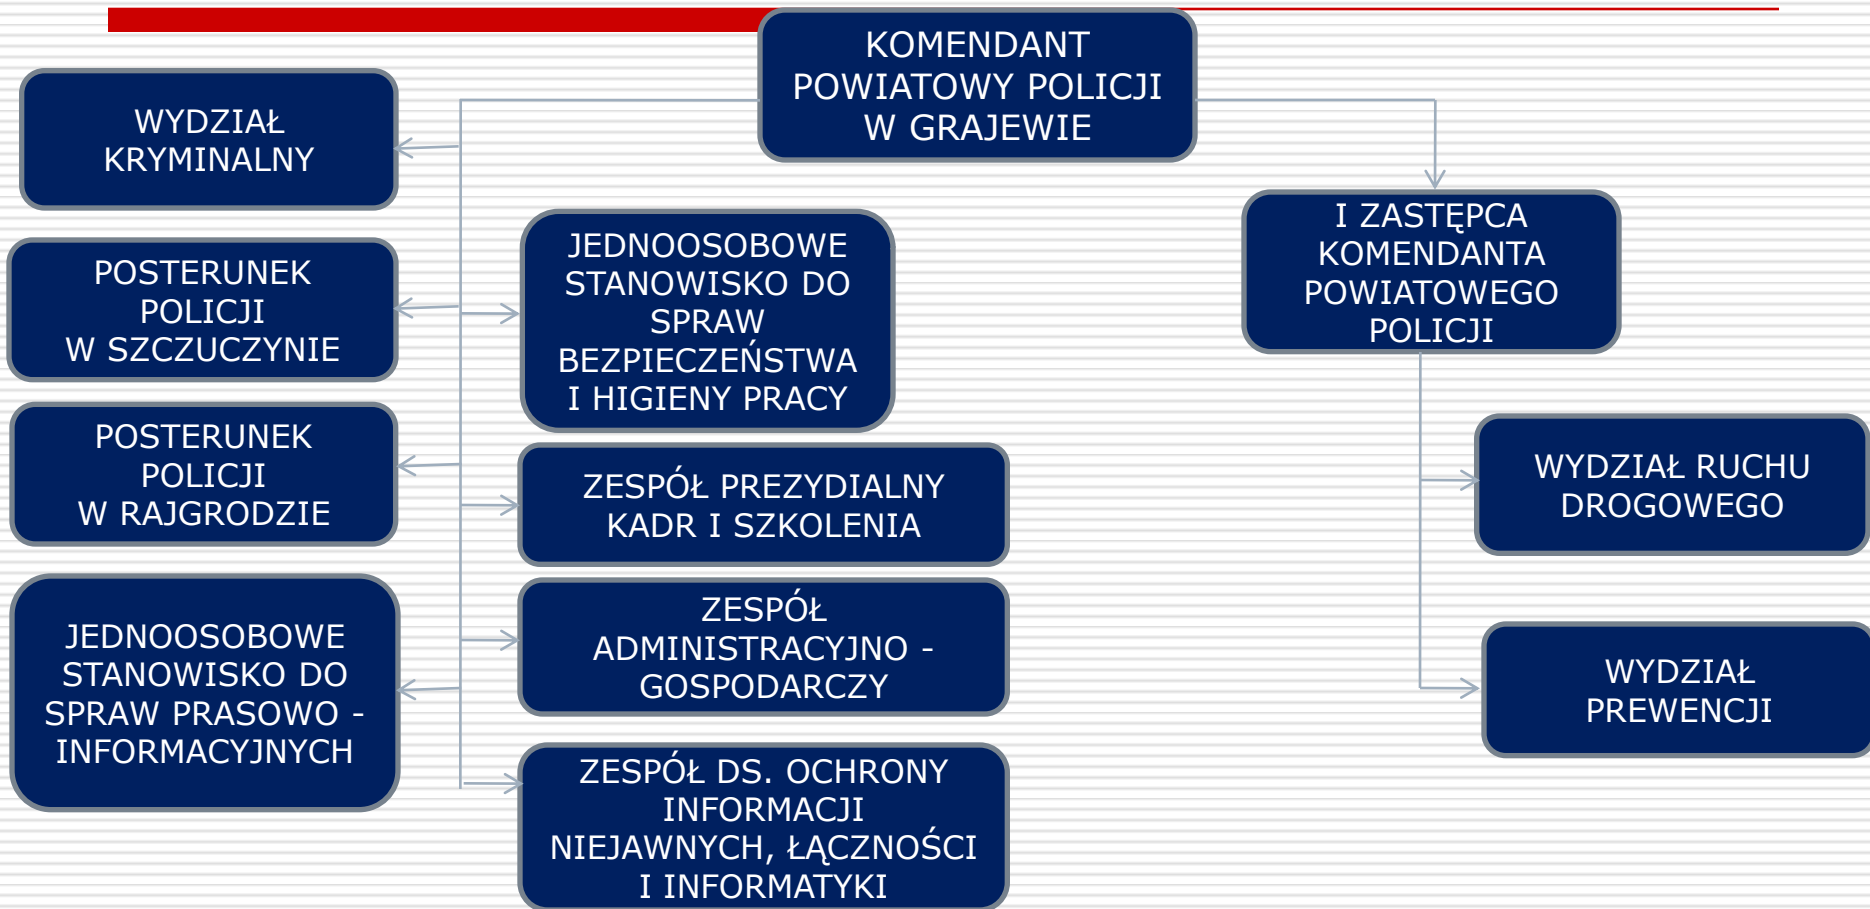 KOMENDANT
POWIATOWY POLICJI
W GRAJEWIE
WYDZIAŁ
KRYMINALNY
POSTERUNEK
POLICJI
W SZCZUCZYNIE
POSTERUNEK
POLICJI
W RAJGRODZIE
JEDNOOSOBOWE
STANOWISKO DO
SPRAW PRASOWO -
INFORMACYJNYCH
JEDNOOSOBOWE
STANOWISKO DO
SPRAW
BEZPIECZEŃSTWA
I HIGIENY PRACY
ZESPÓŁ PREZYDIALNY
KADR I SZKOLENIA
ZESPÓŁ
ADMINISTRACYJNO -
GOSPODARCZY
ZESPÓŁ DS. OCHRONY
INFORMACJI
NIEJAWNYCH, ŁĄCZNOŚCI
I INFORMATYKI
I ZASTĘPCA
KOMENDANTA
POWIATOWEGO
POLICJI
WYDZIAŁ RUCHU
DROGOWEGO
WYDZIAŁ
PREWENCJI